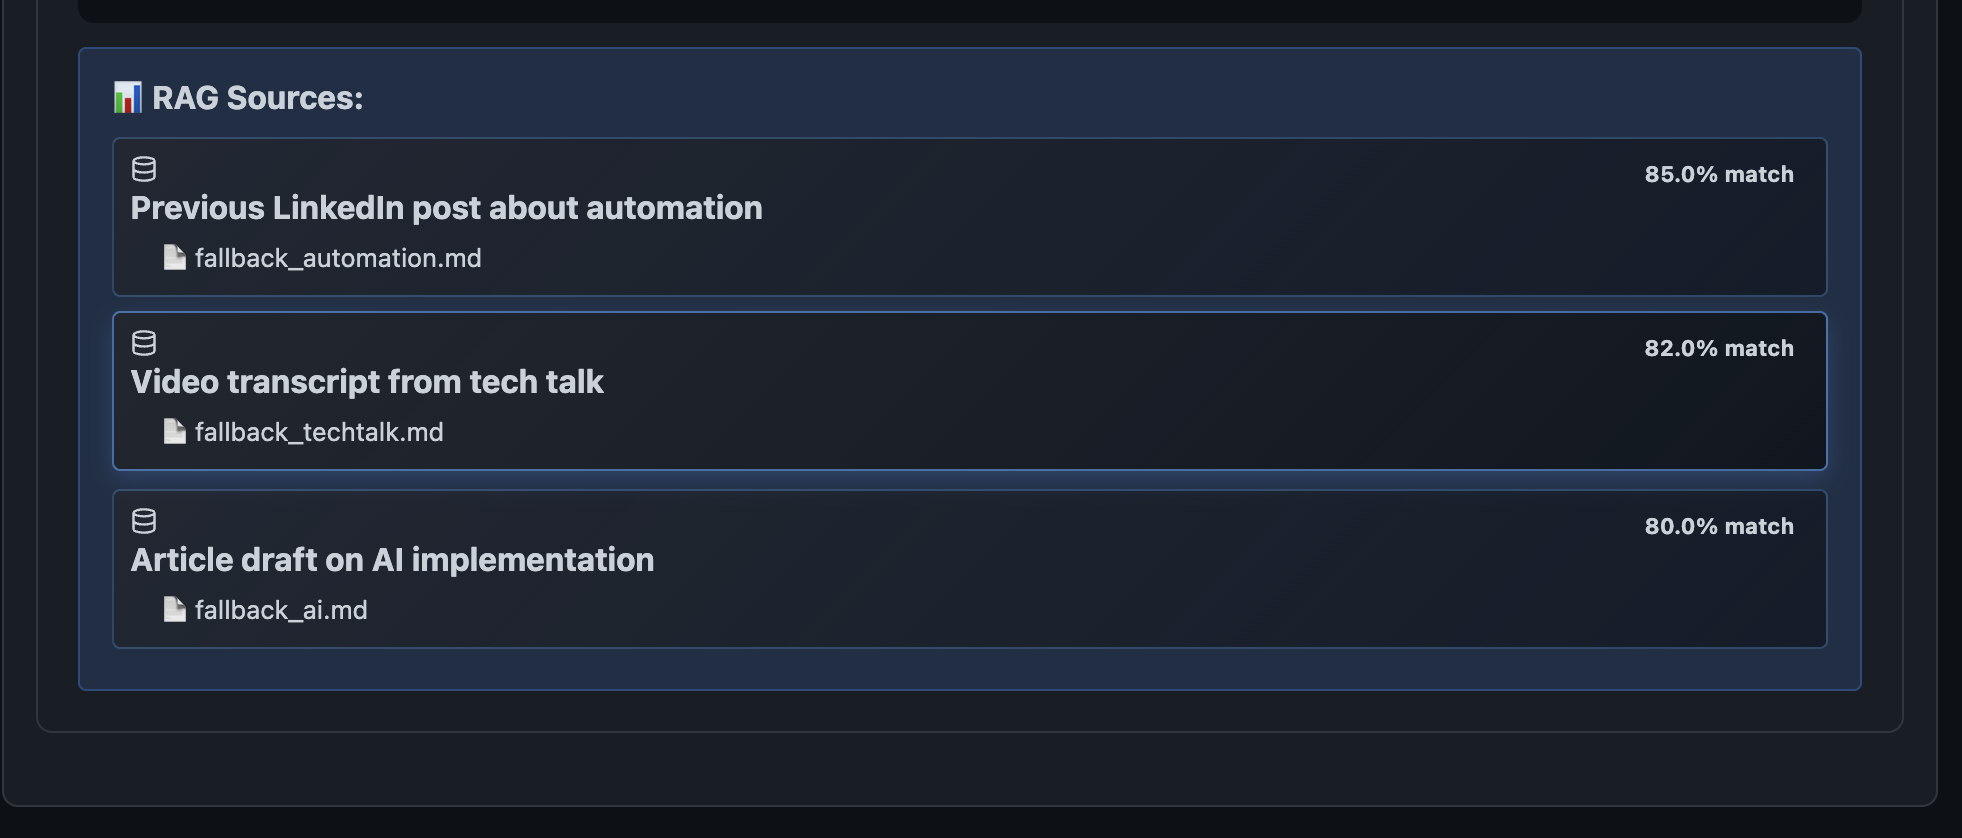 📊 RAG Sources:
85.0% match
Previous LinkedIn post about automation
📄 fallback_automation.md
82.0% match
Video transcript from tech talk
📄 fallback_techtalk.md
80.0% match
Article draft on AI implementation
📄 fallback_ai.md